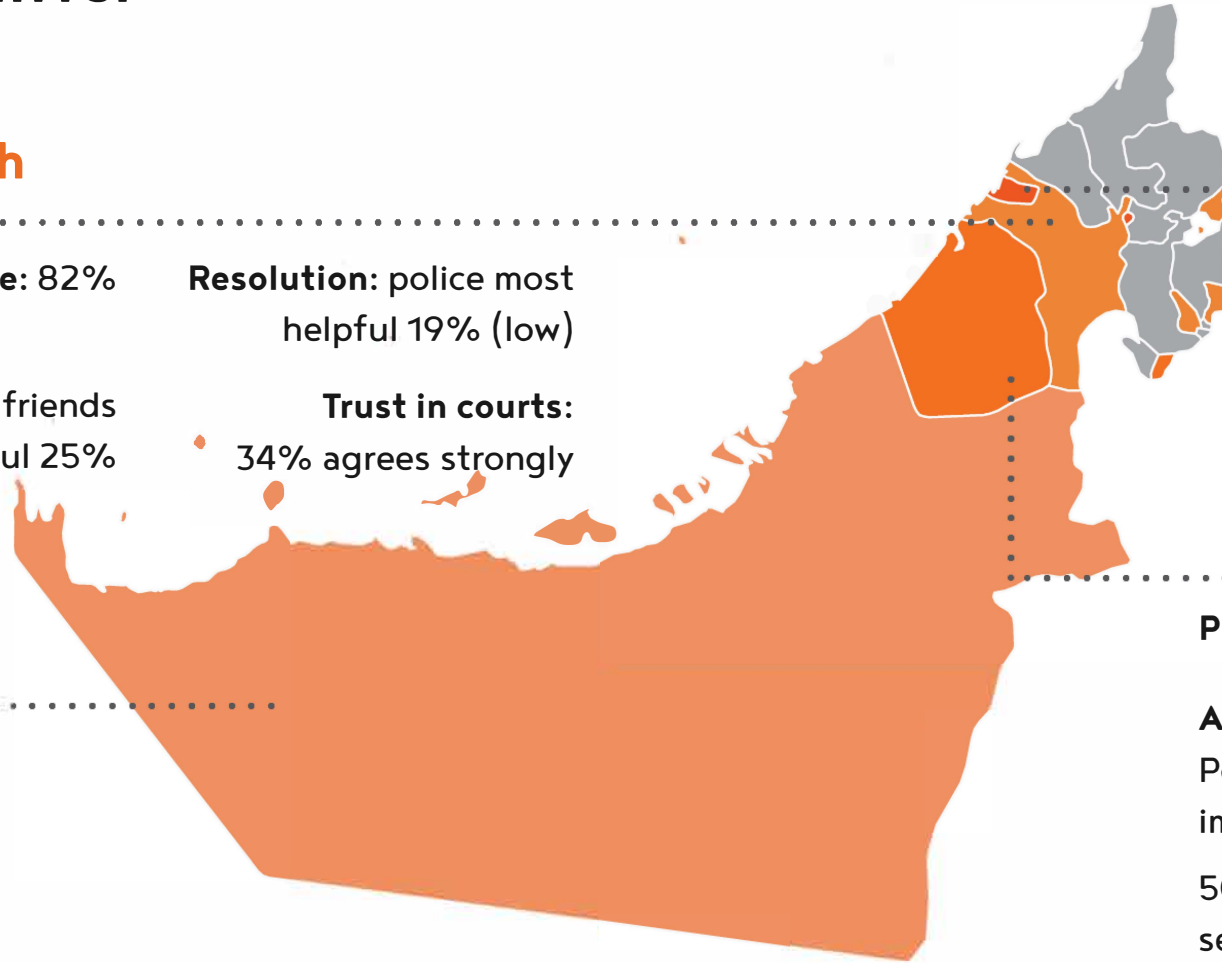 h
e: 82%
Resolution: police most
helpful 19% (low)
friends
ul 25%
Trust in courts:
34% agrees strongly
P
A
P
in
50
se